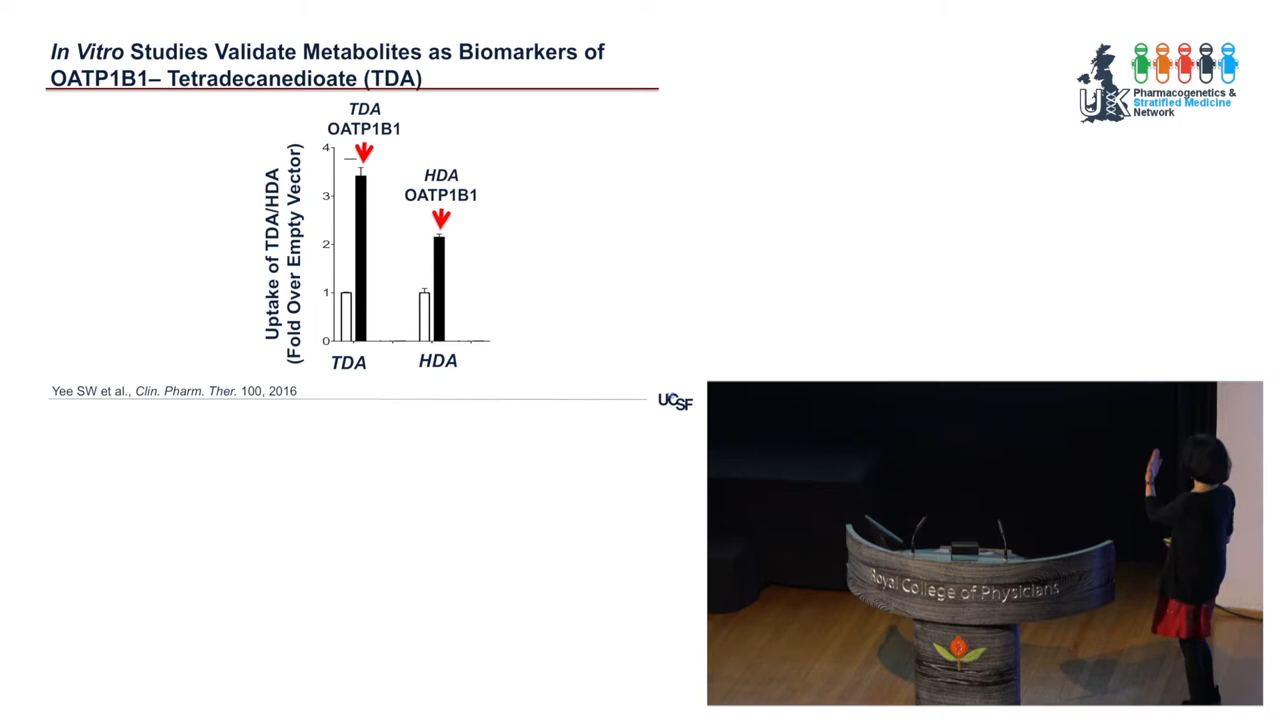 In Vitro Studies Validate Metabolites as Biomarkers of
OATP1B1– Tetradecanedioate (TDA)
TDA
OATP1B1
HDA
OATP1B1
Uptake of TDA/HDA
(Fold Over Empty Vector)
4
3
2
1
0
TDA
HDA
Yee SW et al., Clin. Pharm. Ther. 100, 2016
UCSF
UK
Pharmacogenetics &
Stratified Medicine
Network
Royal College of Physicians